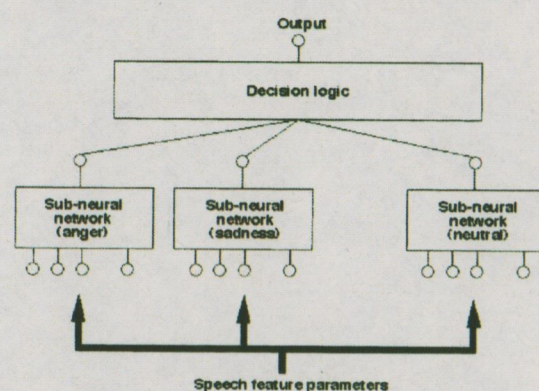 Output
Decision logic
Sub-neural
network
(anger)
Sub-neural
network
(sadness)
Sub-neural
network
(neutral)
Speech feature parameters